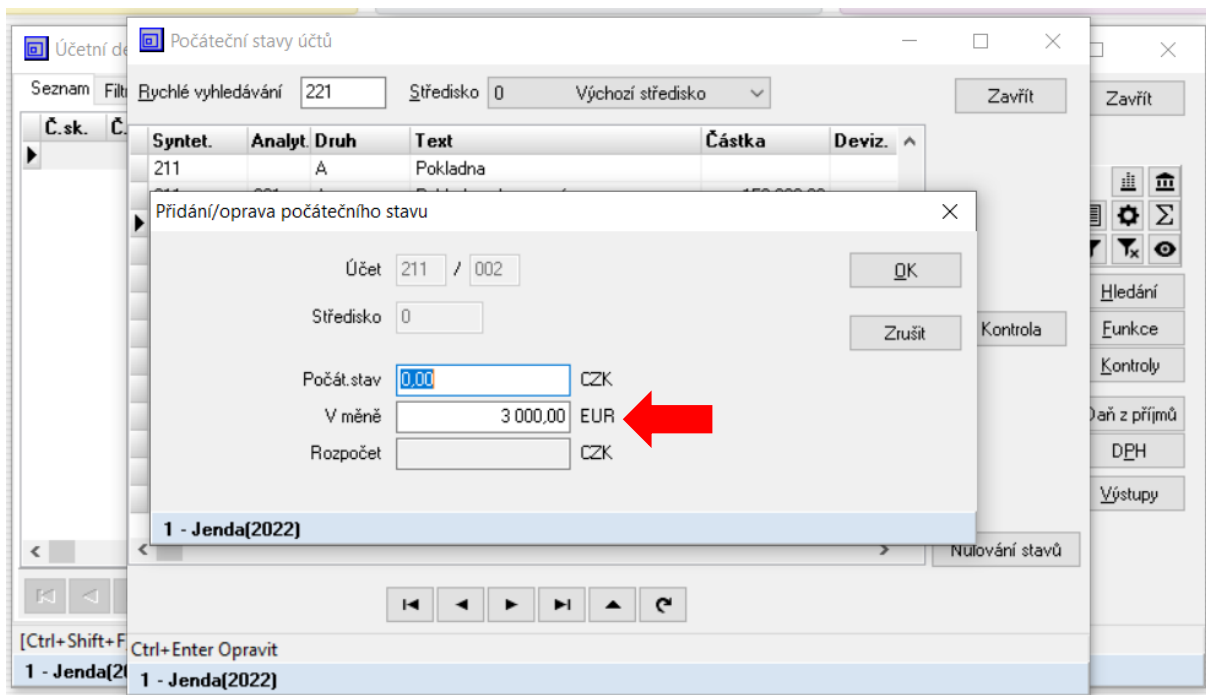 Účetní de
Počáteční stavy účtů
Seznam Filt
Rychlé vyhledávání 221 Středisko 0 Výchozí středisko
Zavřít
Zavřít
Č.sk. Č.
Syntet. Analyt. Druh Text Částka Deviz.
211 A Pokladna
Přidání/oprava počátečního stavu
Účet 211 / 002
OK
Středisko 0
Zrušit
Kontrola
Počát.stav 0,00 CZK
V měně 3 000,00 EUR
Rozpočet CZK
1 - Jenda(2022)
Hledání
Funkce
Kontroly
Daň z příjmů
DPH
Výstupy
Nulování stavů
[Ctrl+Shift+F
Ctrl+Enter Opravit
1 - Jenda(20
1 - Jenda(2022)